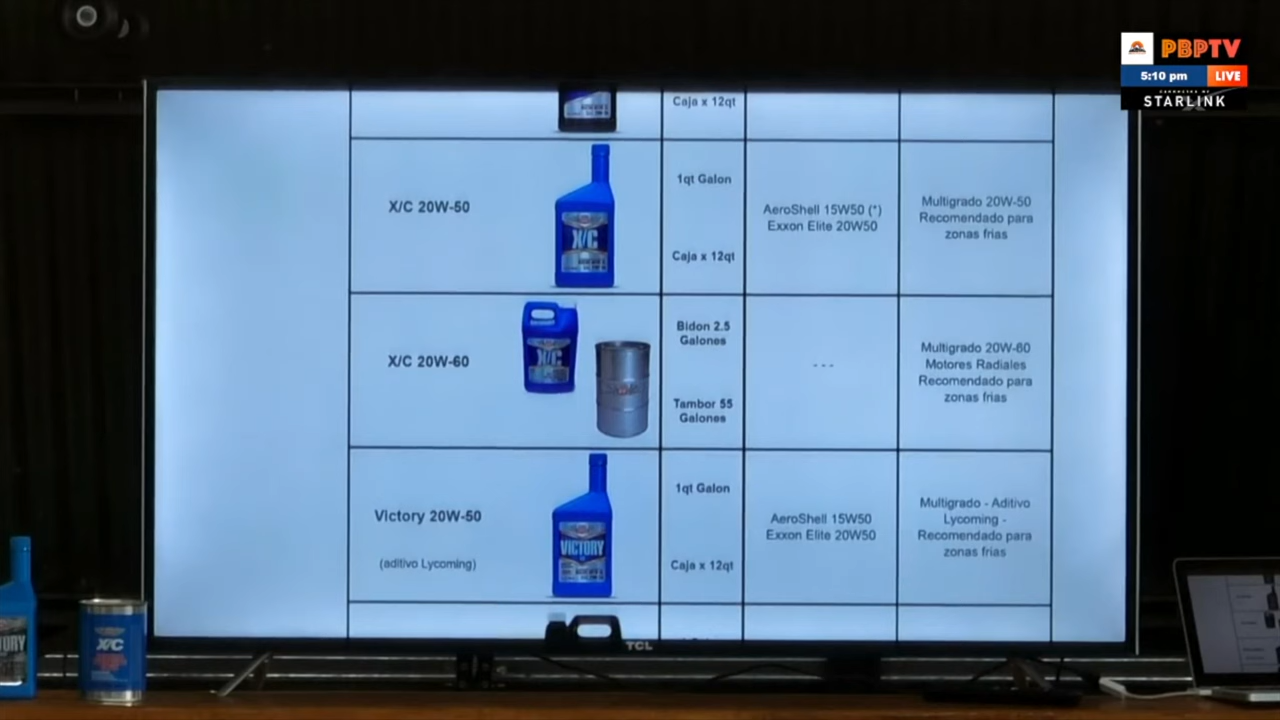 PBPTV
5:10 pm
LIVE
STARLINK
Caja x 12qt
X/C 20W-50
X/C
1qt Galon
Caja x 12qt
AeroShell 15W50 (*)
Exxon Elite 20W50
Multigrado 20W-50
Recomendado para
zonas frias
X/C 20W-60
X/C
Bidon 2.5
Galones
Tambor 55
Galones
- - -
Multigrado 20W-60
Motores Radiales
Recomendado para
zonas frias
Victory 20W-50
(aditivo Lycoming)
VICTORY
1qt Galon
Caja x 12qt
AeroShell 15W50
Exxon Elite 20W50
Multigrado - Aditivo
Lycoming -
Recomendado para
zonas frias
TCL
TORY
X/C